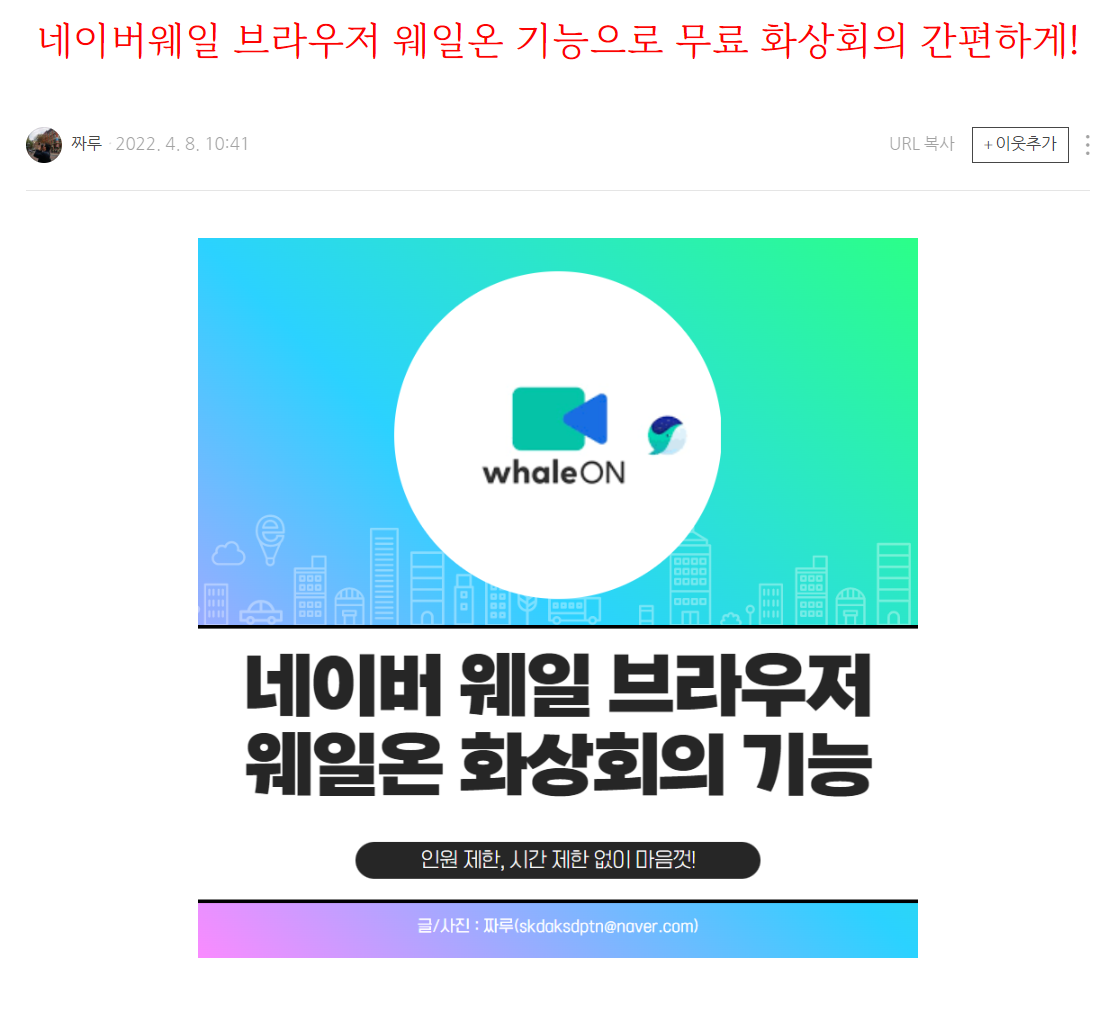 네이버웨일 브라우저 웨일온 기능으로 무료 화상회의 간편하게!
짜루 · 2022. 4. 8. 10:41
URL 복사 + 이웃추가
whaleON
네이버 웨일 브라우저
웨일온 화상회의 기능
인원 제한, 시간 제한 없이 마음껏!
글/사진 : 짜루(skdaksdptn@naver.com)